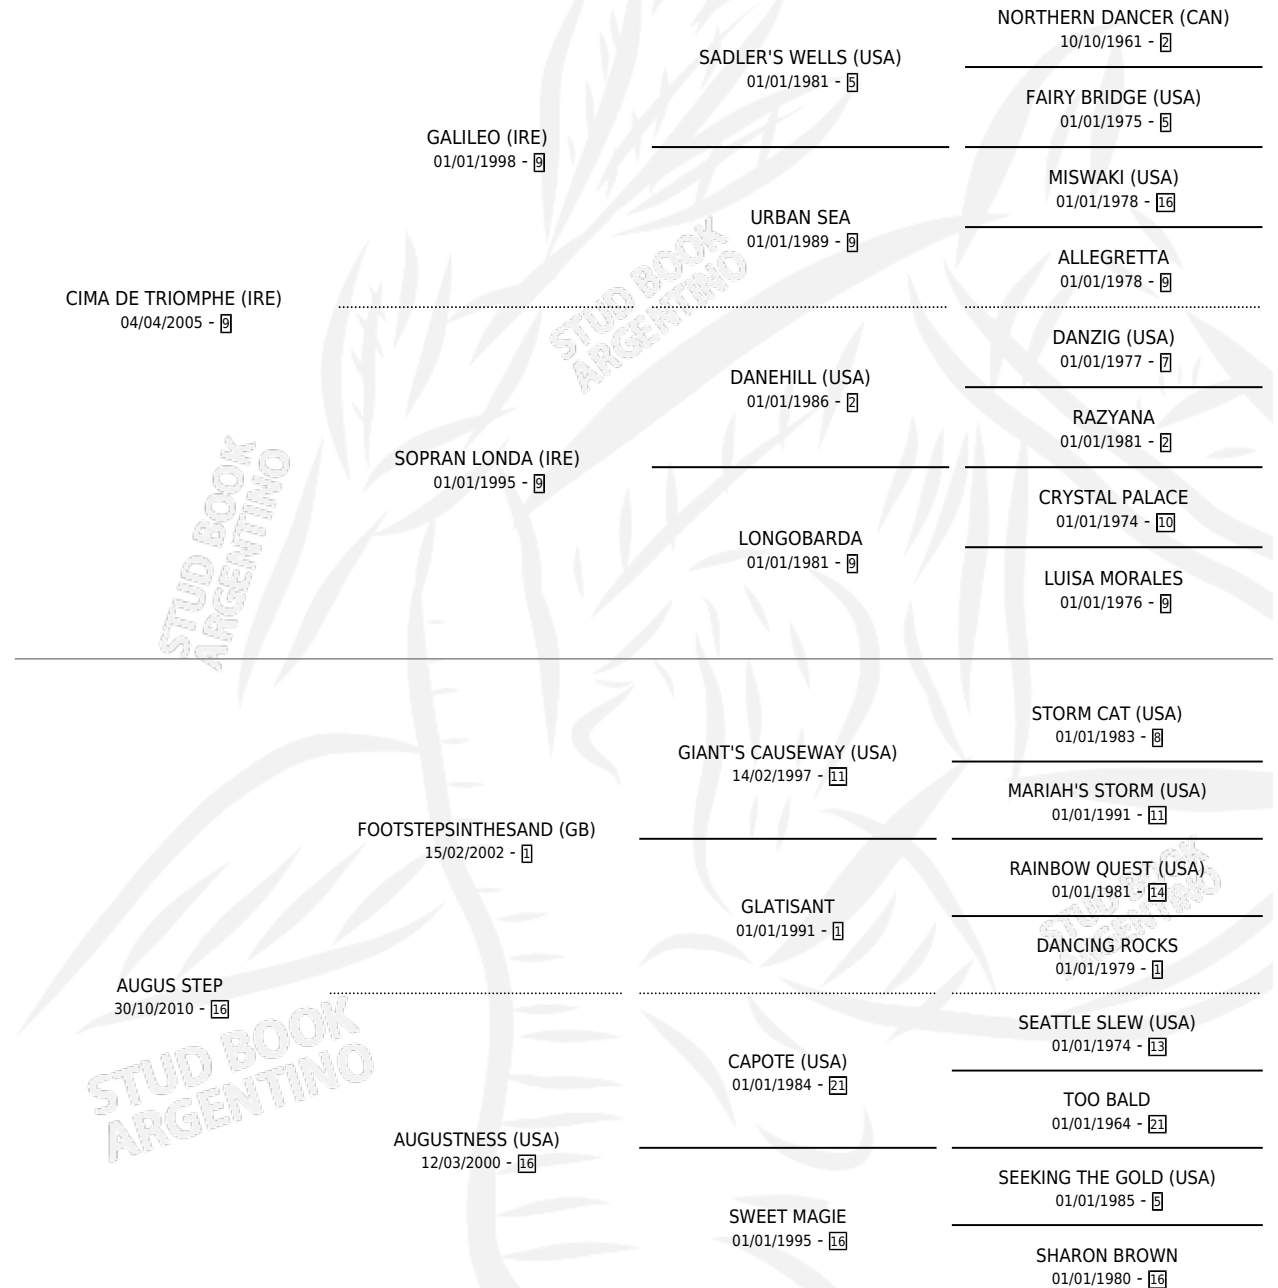 NORTHERN DANCER (CAN)
10/10/1961 - 2
SADLER'S WELLS (USA)
01/01/1981 - 5
FAIRY BRIDGE (USA)
01/01/1975 - 5
GALILEO (IRE)
01/01/1998 - 9
MISWAKI (USA)
01/01/1978 - 16
URBAN SEA
01/01/1989 - 9
ALLEGRETTA
01/01/1978 - 9
CIMA DE TRIOMPHE (IRE)
04/04/2005 - 9
DANZIG (USA)
01/01/1977 - 7
DANEHILL (USA)
01/01/1986 - 2
RAZYANA
01/01/1981 - 2
SOPRAN LONDA (IRE)
01/01/1995 - 9
CRYSTAL PALACE
01/01/1974 - 10
LONGOBARDA
01/01/1981 - 9
LUISA MORALES
01/01/1976 - 9
STORM CAT (USA)
01/01/1983 - 8
GIANT'S CAUSEWAY (USA)
14/02/1997 - 11
MARIAH'S STORM (USA)
01/01/1991 - 11
FOOTSTEPSINTHESAND (GB)
15/02/2002 - 1
RAINBOW QUEST (USA)
01/01/1981 - 14
GLATISANT
01/01/1991 - 1
DANCING ROCKS
01/01/1979 - 1
AUGUS STEP
30/10/2010 - 16
SEATTLE SLEW (USA)
01/01/1974 - 13
CAPOTE (USA)
01/01/1984 - 21
TOO BALD
01/01/1964 - 21
AUGUSTNESS (USA)
12/03/2000 - 16
SEEKING THE GOLD (USA)
01/01/1985 - 5
SWEET MAGIE
01/01/1995 - 16
SHARON BROWN
01/01/1980 - 16
STUD BOOK
ARGENTINO
STUD BOOK
ARGENTINO
STUD BOOK
ARGENTINO
STUD BOOK
ARGENTINO